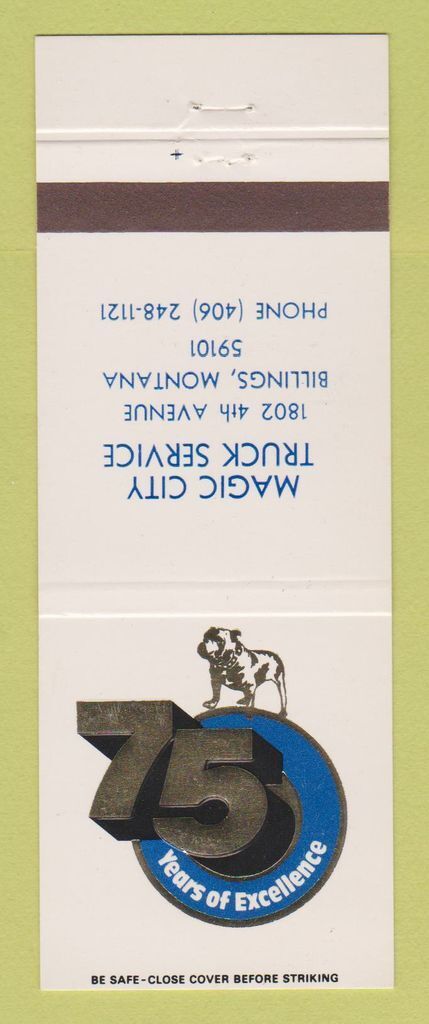 MAGIC CITY
TRUCK SERVICE
1802 4th AVENUE
BILLINGS, MONTANA
59101
PHONE (406) 248-1121
75
Years of Excellence
BE SAFE-CLOSE COVER BEFORE STRIKING